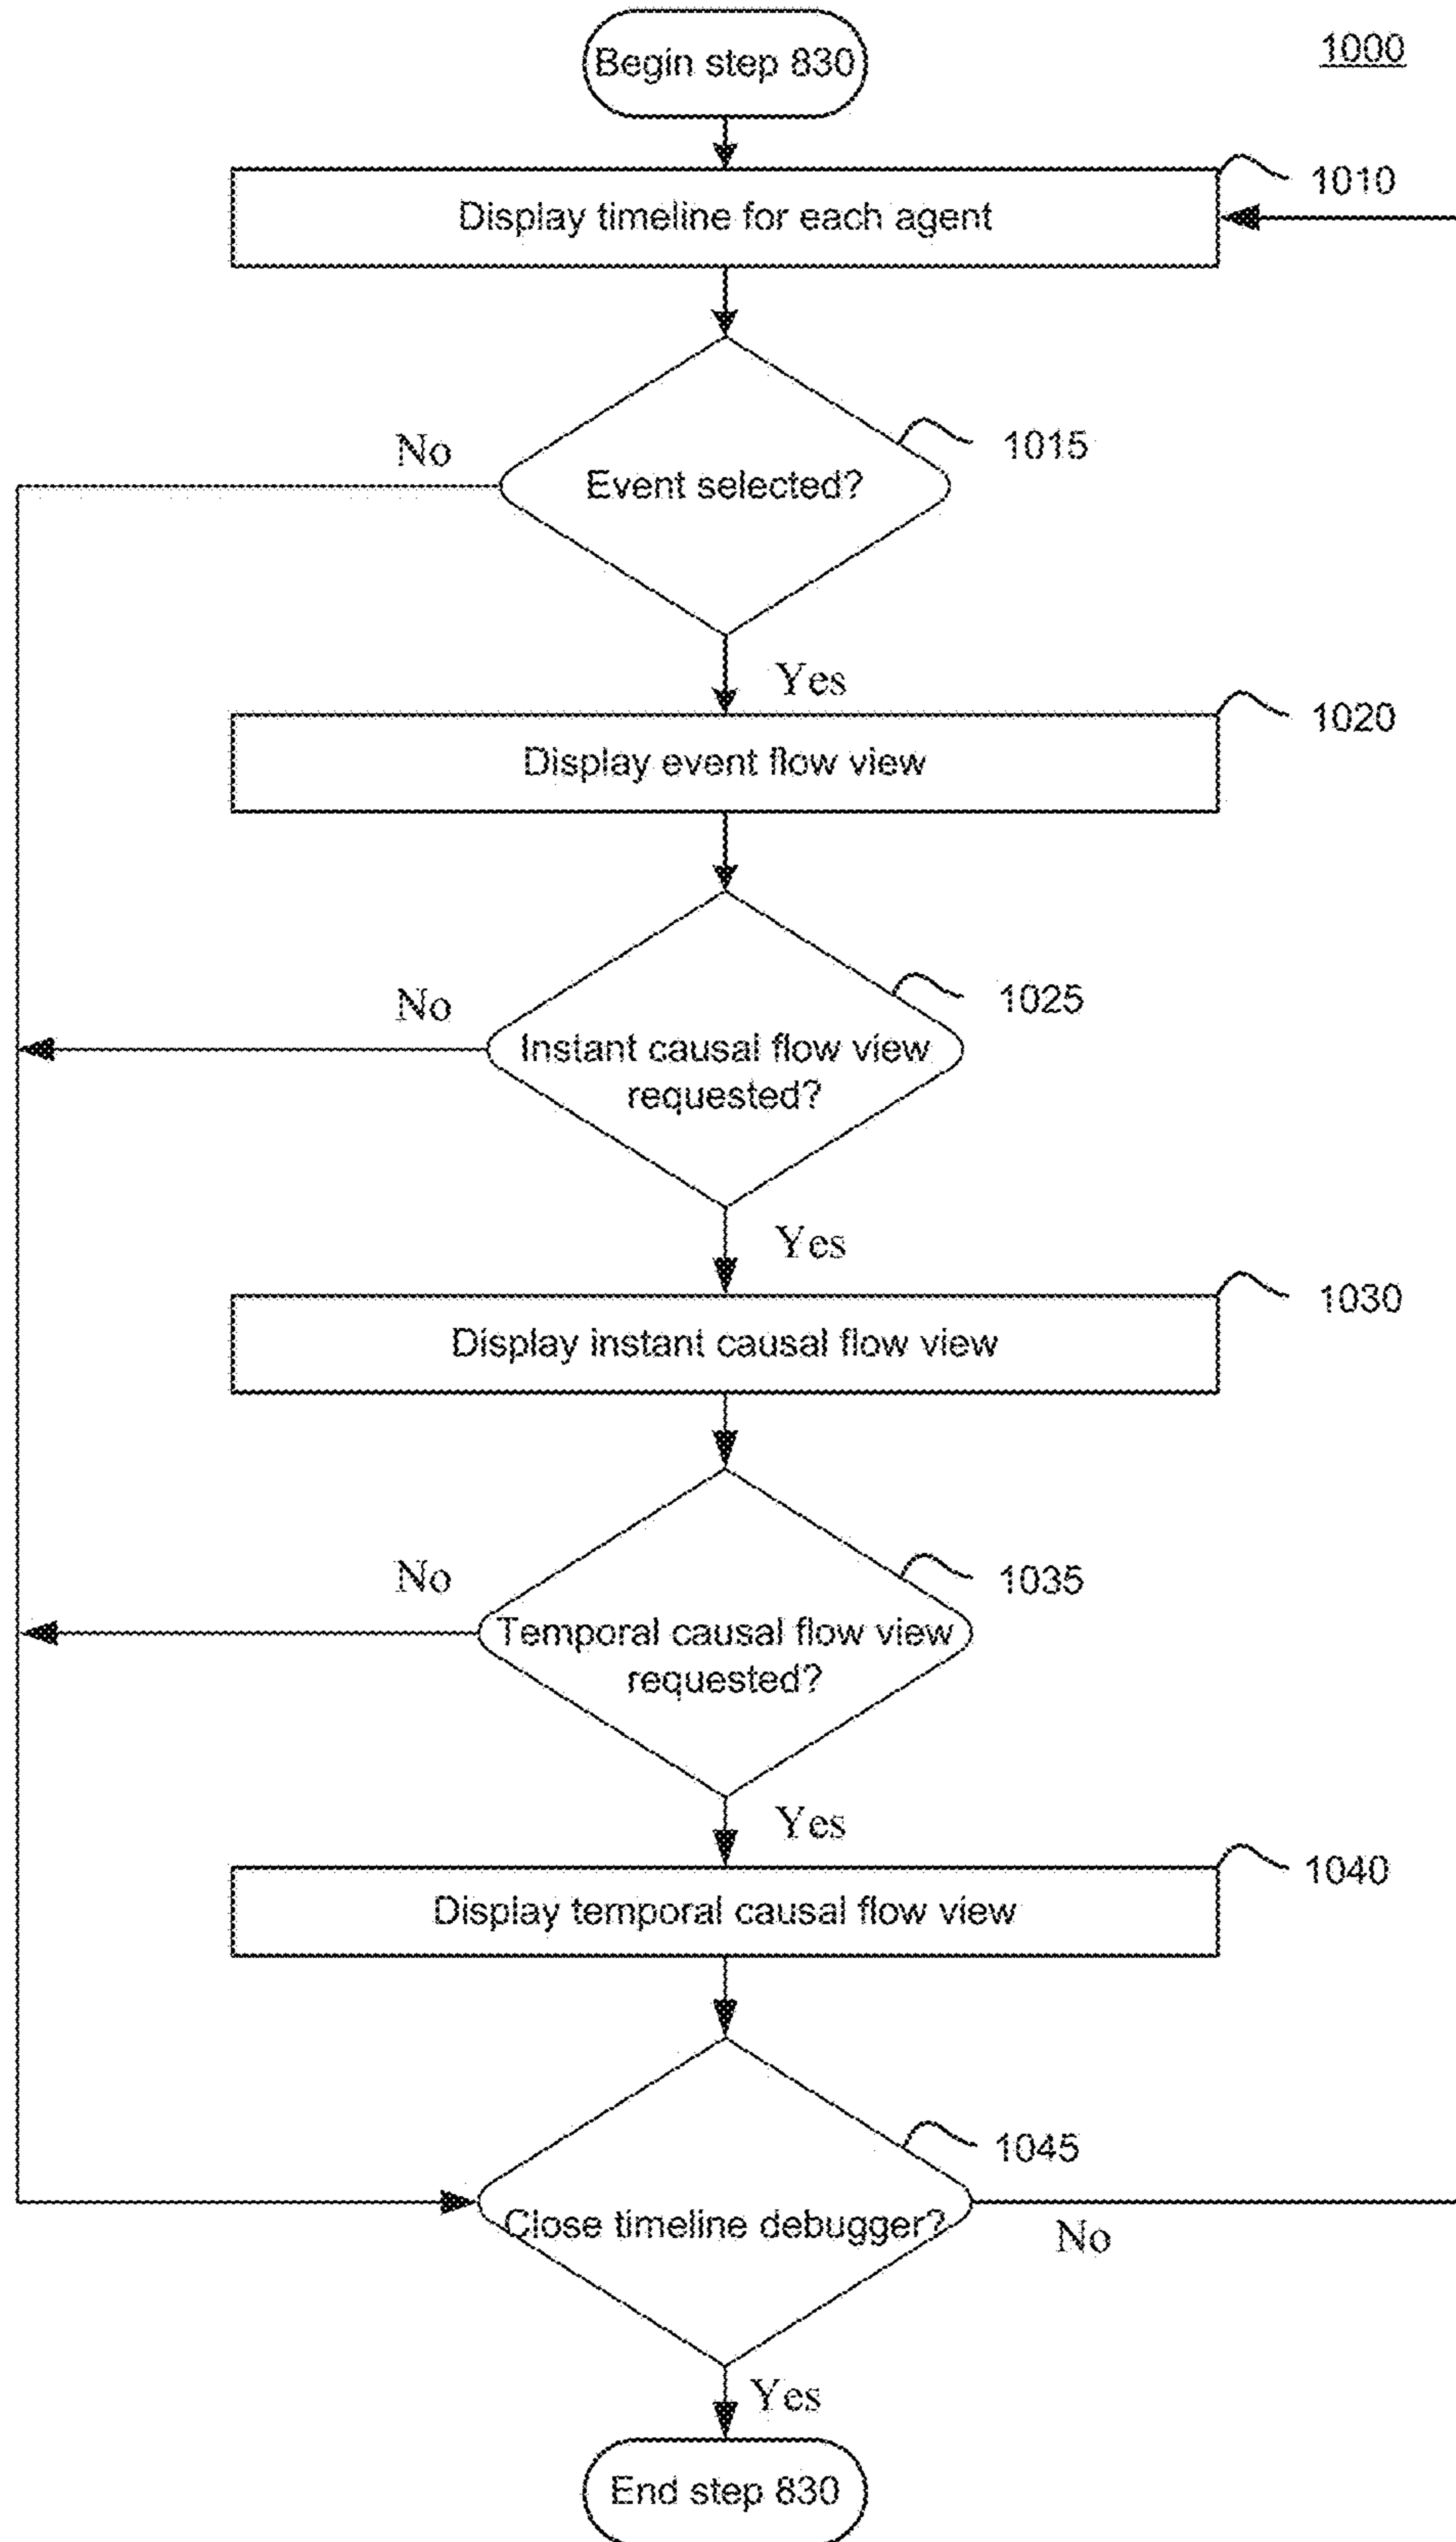 Begin step 830
1000
1010
Display timeline for each agent
1015
No
Event selected?
Yes
1020
Display event flow view
1025
No
Instant causal flow view
requested?
Yes
1030
Display instant causal flow view
1035
No
Temporal causal flow view
requested?
Yes
1040
Display temporal causal flow view
1045
Close timeline debugger?
No
Yes
End step 830